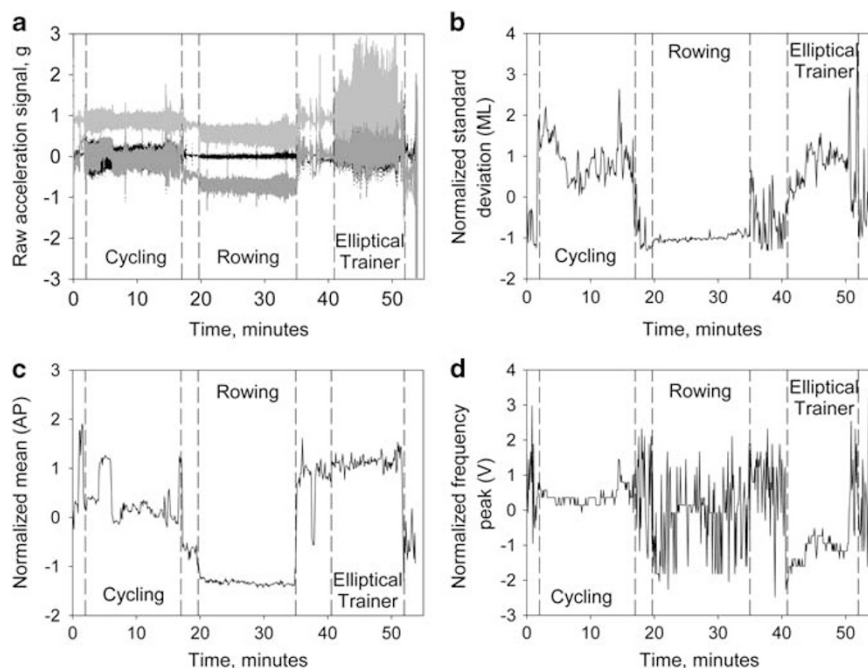 a
Raw acceleration signal, g
3
2
1
0
-1
-2
-3
Cycling
Rowing
Elliptical
Trainer
0 10 20 30 40 50
Time, minutes
b
Normalized standard
deviation (ML)
4
3
2
1
0
-1
-2
Rowing
Elliptical
Trainer
Cycling
0 10 20 30 40 50
Time, minutes
c
Normalized mean (AP)
3
2
1
0
-1
-2
Rowing
Cycling
Elliptical
Trainer
0 10 20 30 40 50
Time, minutes
d
Normalized frequency
peak (V)
4
3
2
1
0
-1
-2
-3
Rowing
Elliptical
Trainer
Cycling
0 10 20 30 40 50
Time, minutes